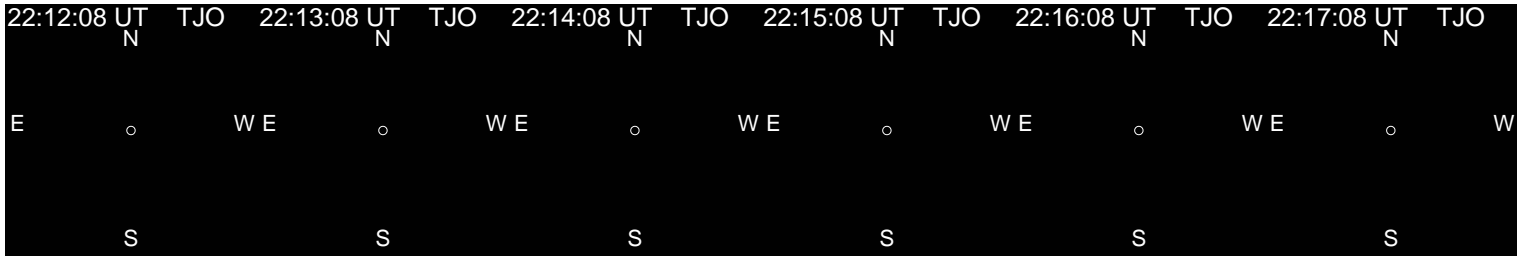 22:12:08 UT TJO 22:13:08 UT TJO 22:14:08 UT TJO 22:15:08 UT TJO 22:16:08 UT TJO 22:17:08 UT TJO
N N N N N N
E W E W E W E W E W E W
S S S S S S